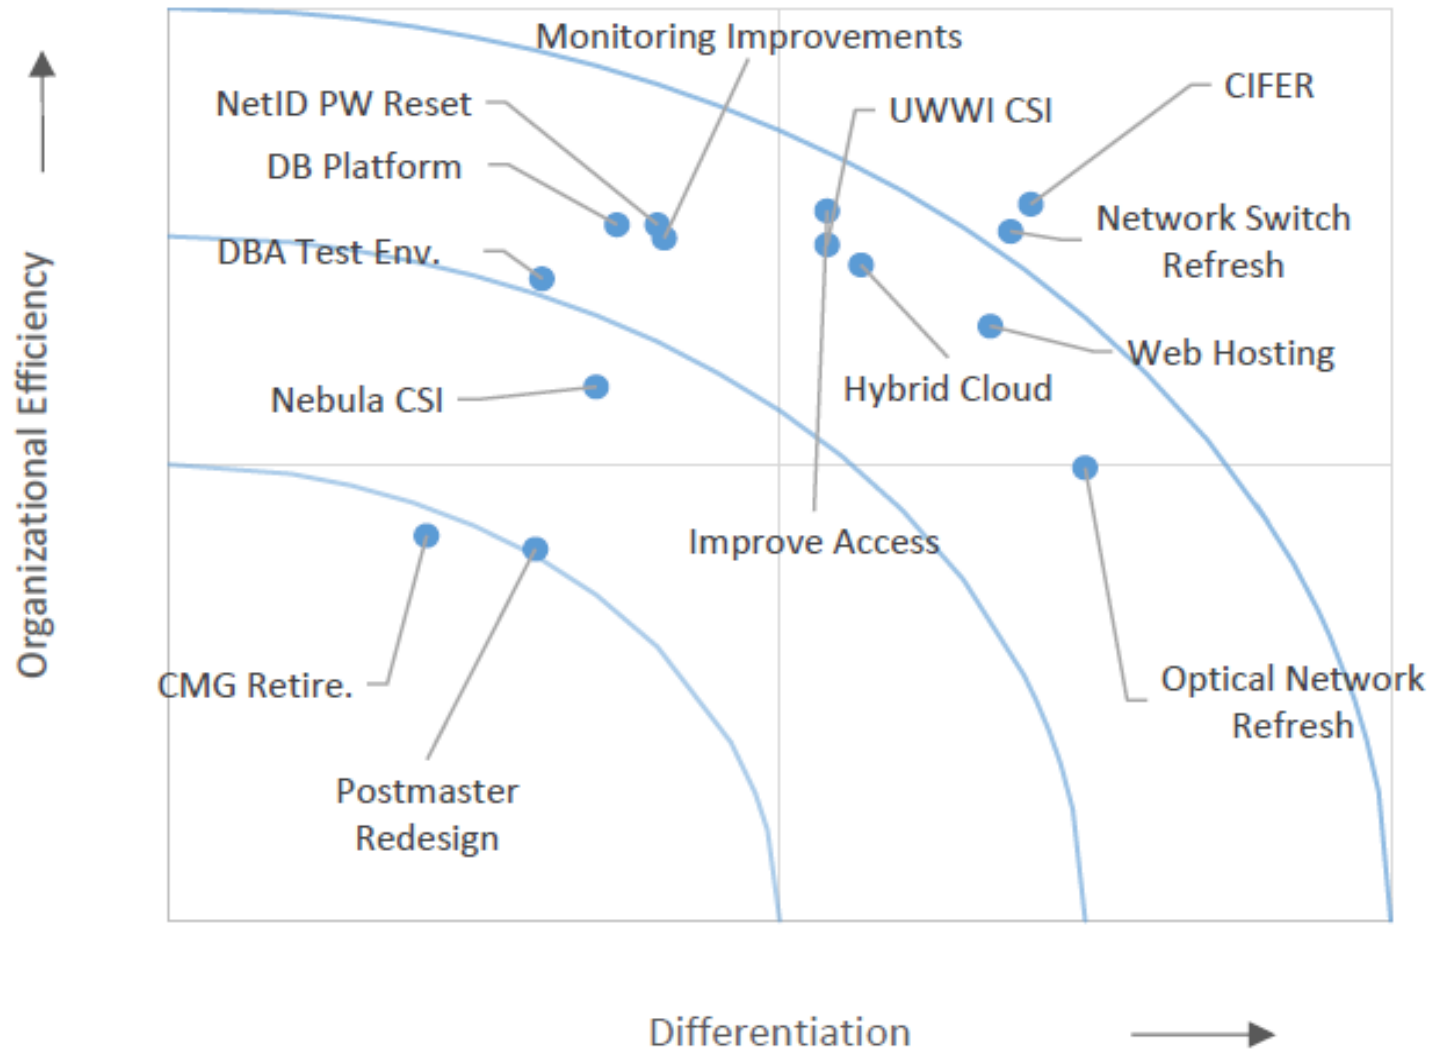 Monitoring Improvements
NetID PW Reset
CIFER
UWWI CSI
DB Platform
Network Switch
Refresh
DBA Test Env.
Web Hosting
Hybrid Cloud
Nebula CSI
Improve Access
CMG Retire.
Optical Network
Refresh
Postmaster
Redesign
Organizational Efficiency
Differentiation